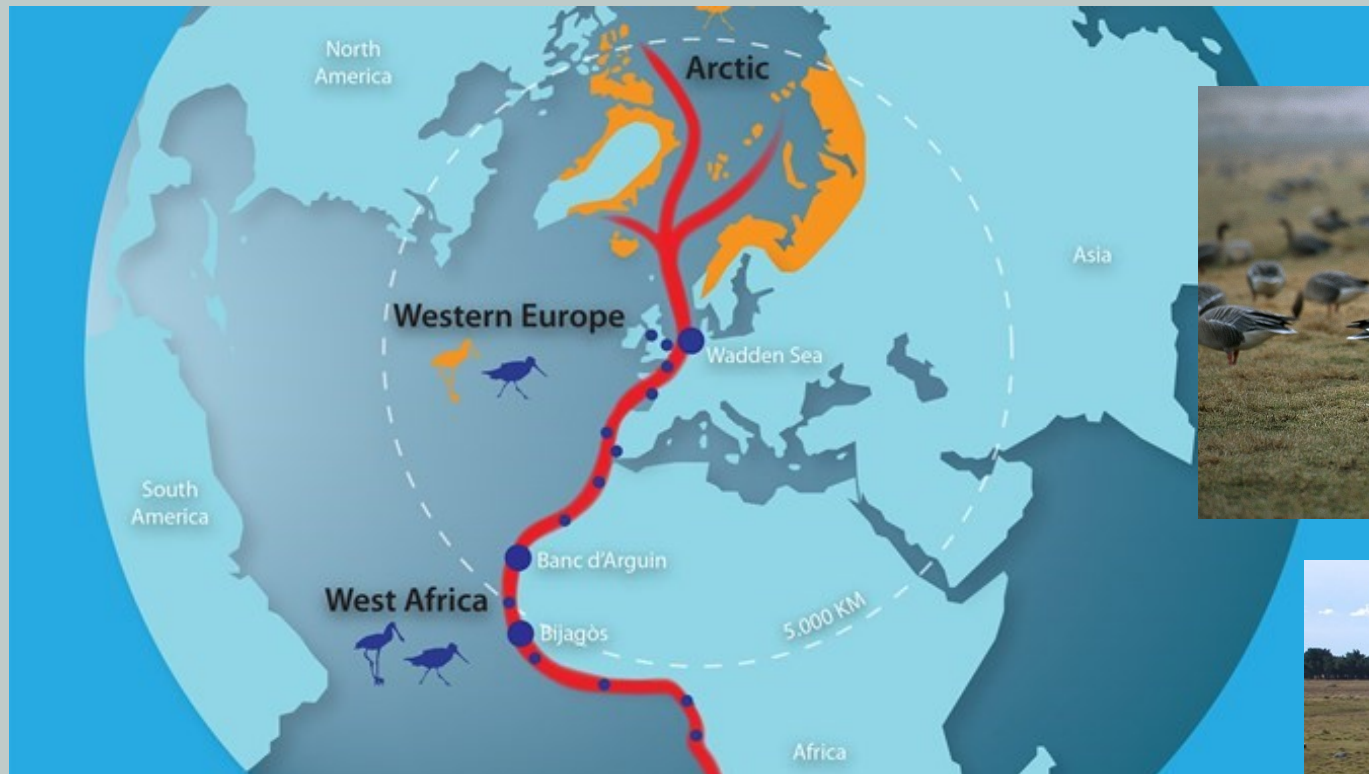 North
America
Arctic
Asia
Western Europe
Wadden Sea
South
America
Banc d'Arguin
West Africa
5.000 KM
Bijagòs
Africa